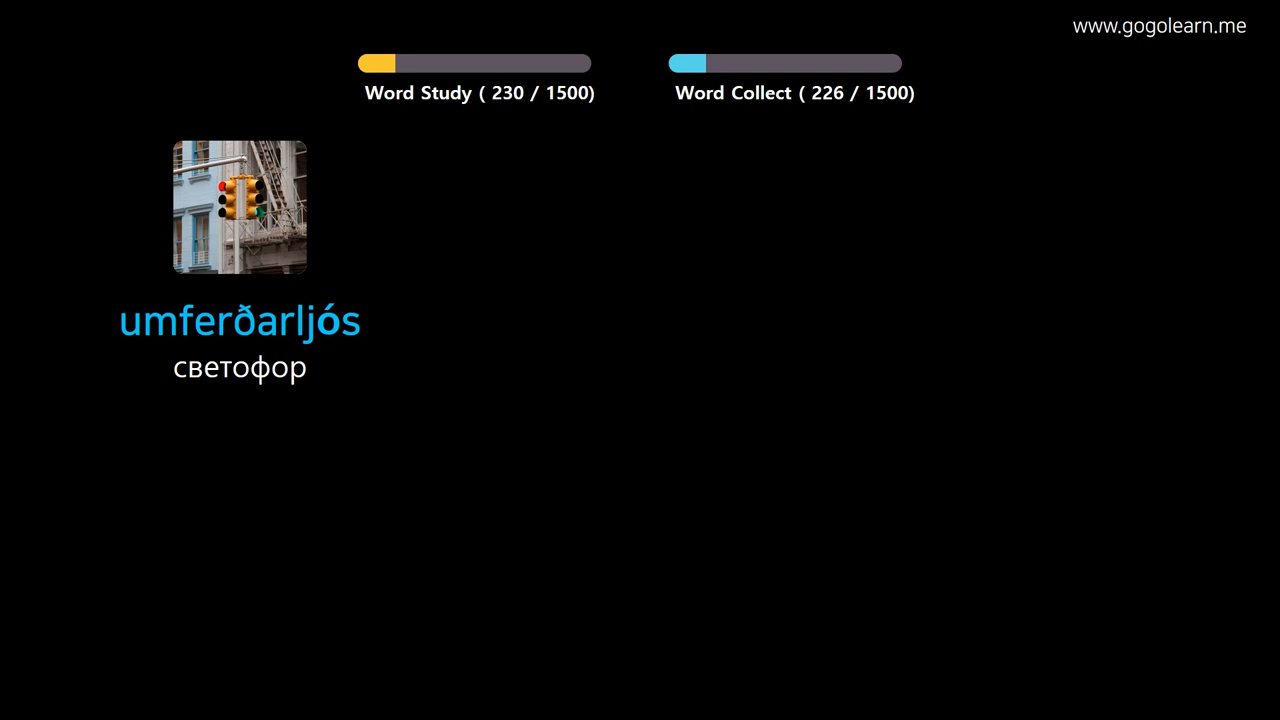 www.gogolearn.me
Word Study ( 230 / 1500)
Word Collect ( 226 / 1500)
umferðarljós
светофор